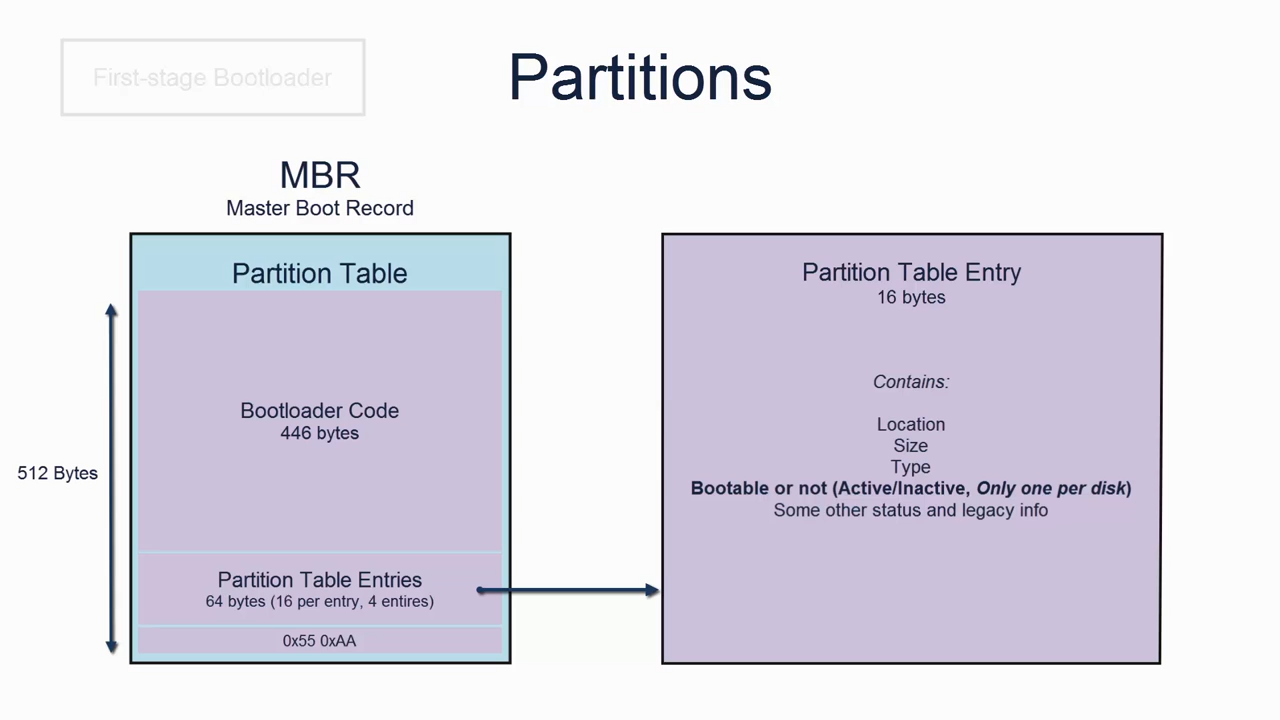 First-stage Bootloader
Partitions
MBR
Master Boot Record
Partition Table
512 Bytes
Bootloader Code
446 bytes
Partition Table Entries
64 bytes (16 per entry, 4 entires)
0x55 0xAA
Partition Table Entry
16 bytes
Contains:
Location
Size
Type
Bootable or not (Active/Inactive, Only one per disk)
Some other status and legacy info